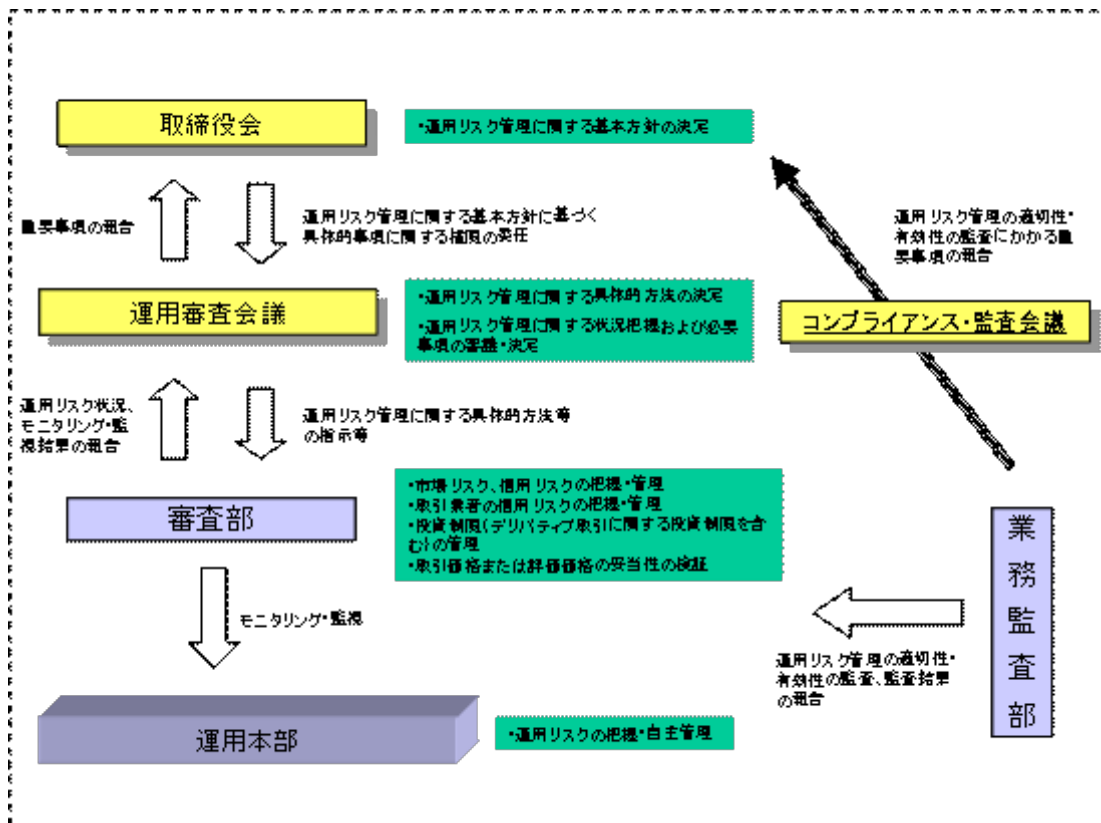 取締役会
・運用リスク管理に関する基本方針の決定
重要事項の報告
運用リスク管理に関する基本方針に基づく
具体的事項に関する権限の委任
運用リスク管理の適切性・
有効性の監査にかかる重
要事項の報告
運用審査会議
・運用リスク管理に関する具体的方法の決定
・運用リスク管理に関する状況把握および必要
事項の審議・決定
コンプライアンス・監査会議
運用リスク状況、
モニタリング・監
視結果の報告
運用リスク管理に関する具体的方法等
の指示等
審査部
・市場リスク、信用リスクの把握・管理
・取引業者の信用リスクの把握・管理
・投資制限(デリバティブ取引に関する投資制限を含
む)の管理
・取引価格または評価価格の妥当性の検証
業務監査部
モニタリング・監視
運用リスク管理の適切性・
有効性の監査、監査結果
の報告
運用本部
・運用リスクの把握・自主管理